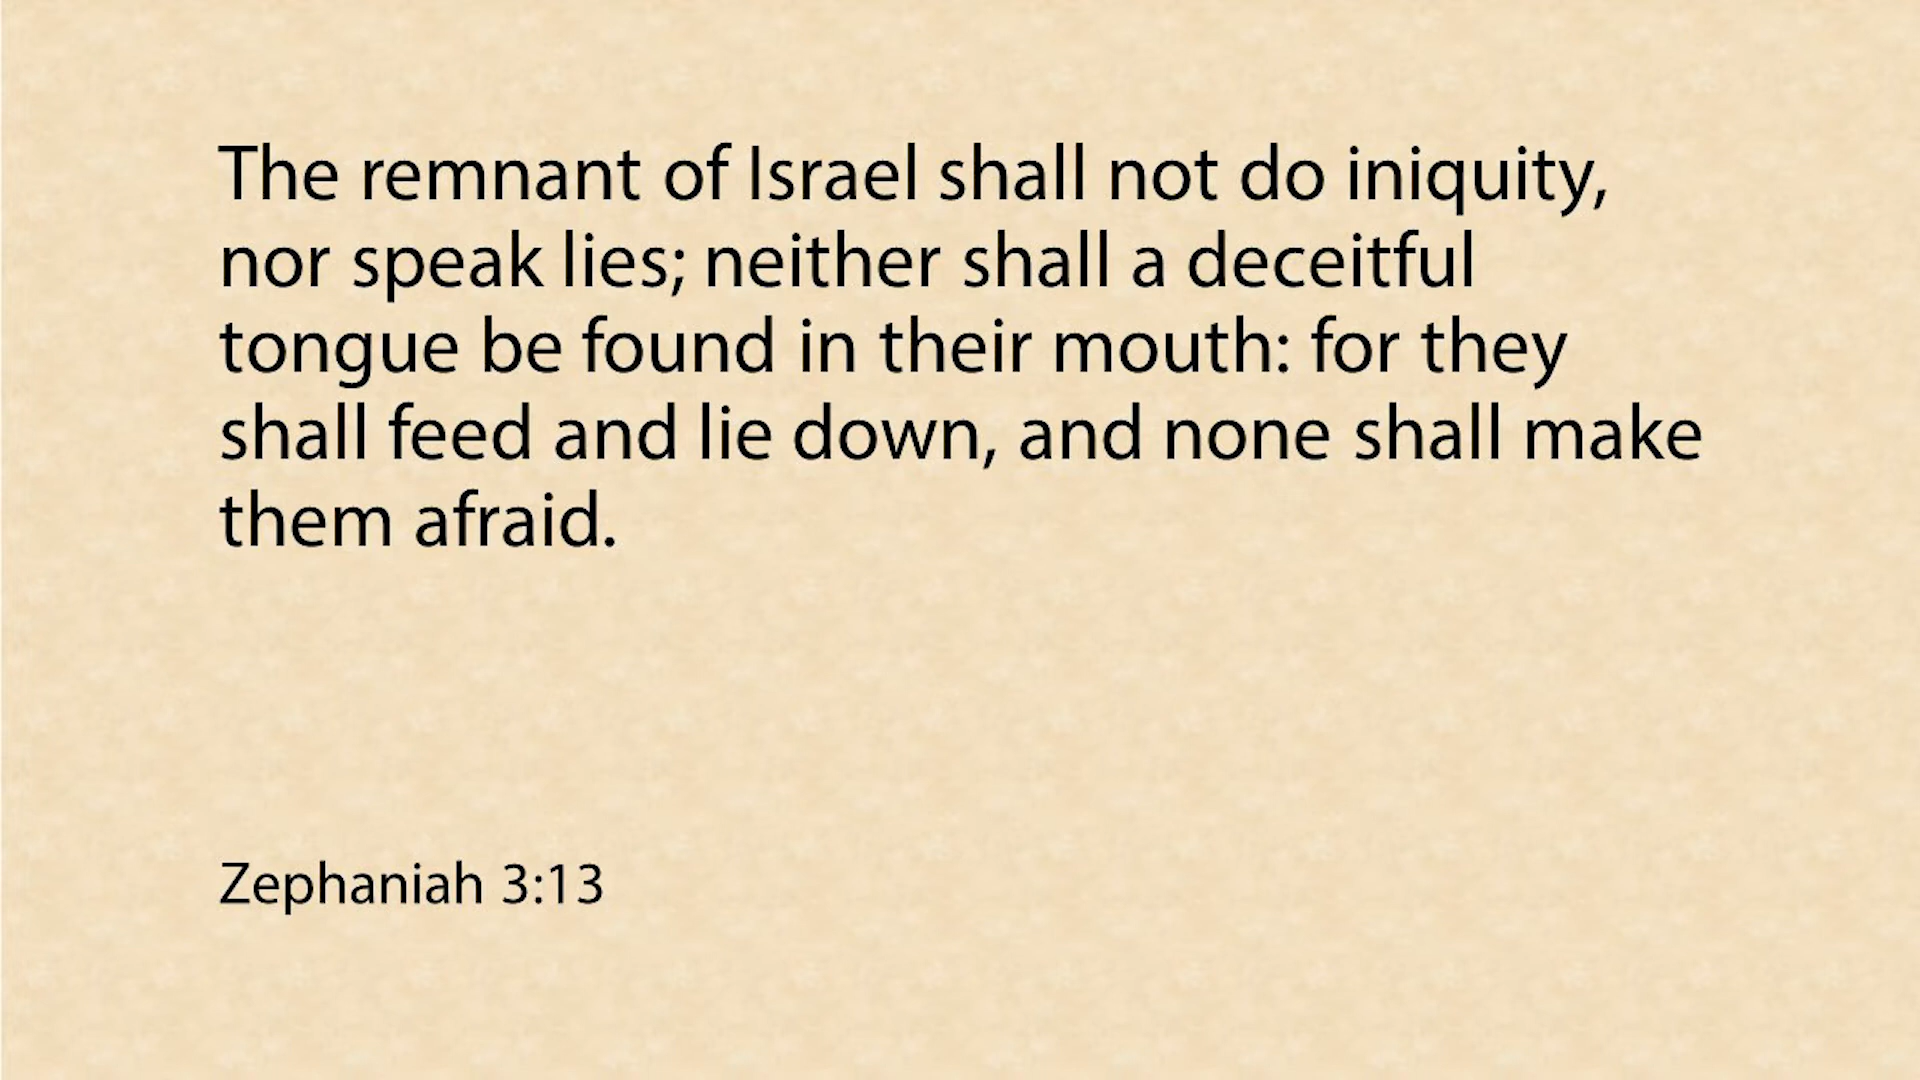 The remnant of Israel shall not do iniquity,
nor speak lies; neither shall a deceitful
tongue be found in their mouth: for they
shall feed and lie down, and none shall make
them afraid.
Zephaniah 3:13